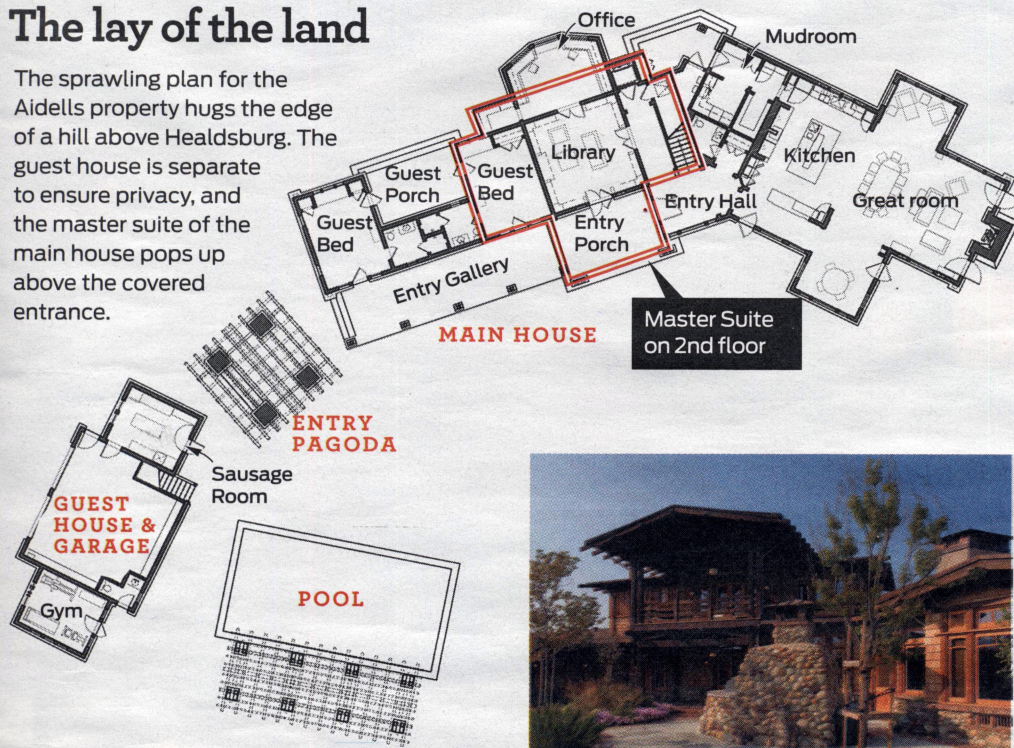 The lay of the land
The sprawling plan for the
Aidells property hugs the edge
of a hill above Healdsburg. The
guest house is separate
to ensure privacy, and
the master suite of the
main house pops up
above the covered
entrance.
Office
Mudroom
Library
Kitchen
Guest
Porch
Guest
Bed
Guest
Bed
Entry Hall
Great room
Entry
Porch
Entry Gallery
MAIN HOUSE
Master Suite
on 2nd floor
ENTRY
PAGODA
Sausage
Room
GUEST
HOUSE &
GARAGE
POOL
Gym